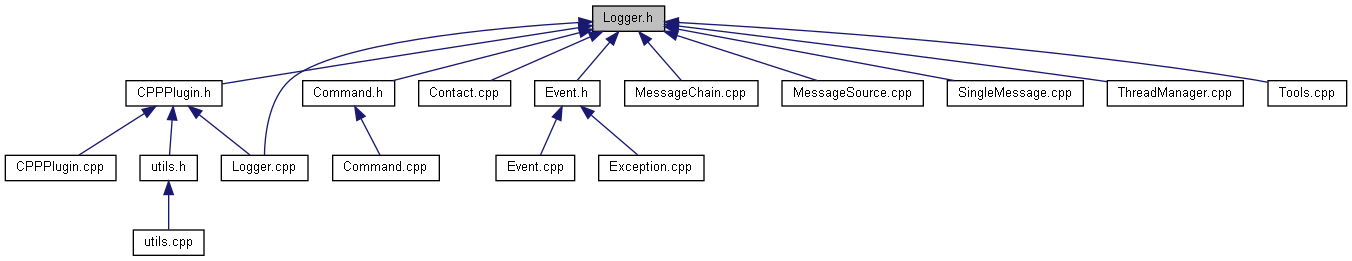 Logger.h
CPPPlugin.h
Command.h
Contact.cpp
Event.h
MessageChain.cpp
MessageSource.cpp
SingleMessage.cpp
ThreadManager.cpp
Tools.cpp
CPPPlugin.cpp
utils.h
Logger.cpp
Command.cpp
Event.cpp
Exception.cpp
utils.cpp